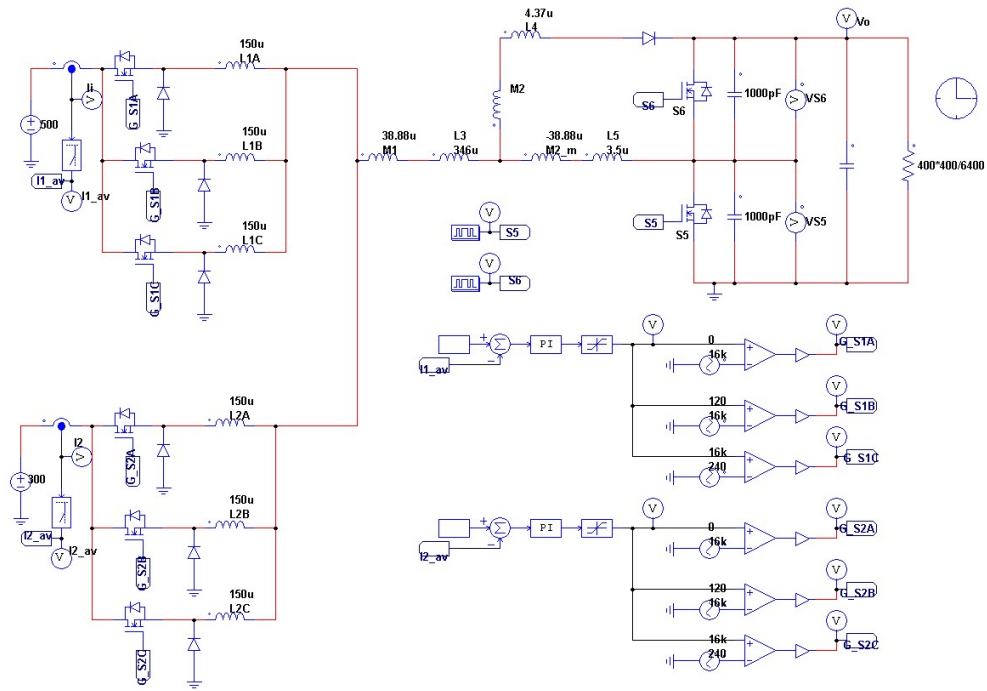 4.37u
L4
150u
L1A
V
Vo
Ii
V
G_S1A
500
M2
S6
S6
1000pF
V
VS6
150u
L1B
38.88u
M1
L3
346u
-38.88u
M2_m
L5
3.5u
400*400/6400
I1_av
V
I1_av
G_S1B
150u
L1C
S5
S5
1000pF
V
VS5
V
S5
G_S1C
V
S6
V
V
0
G_S1A
PI
16k
I1_av
V
120
G_S1B
16k
V
150u
L2A
16k
G_S1C
240
I2
V
G_S2A
300
150u
L2B
V
V
0
G_S2A
PI
16k
I2_av
V
I2_av
I2_av
G_S2B
V
120
G_S2B
16k
150u
L2C
V
16k
G_S2C
240
G_S2C